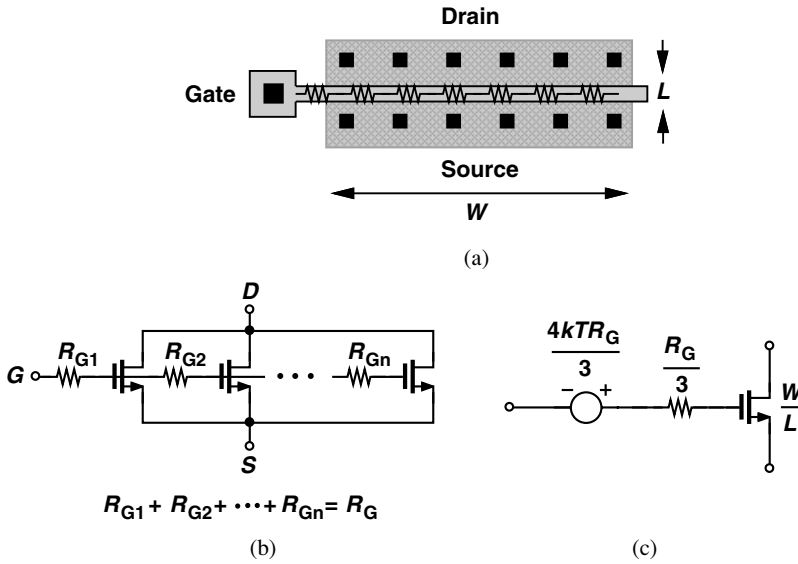 Drain
Gate
L
Source
W
(a)
D
G R_G1 R_G2 • • • R_Gn
S
R_G1 + R_G2 + • • • + R_Gn = R_G
(b)
4kTR_G / 3
R_G / 3
− +
W / L
(c)